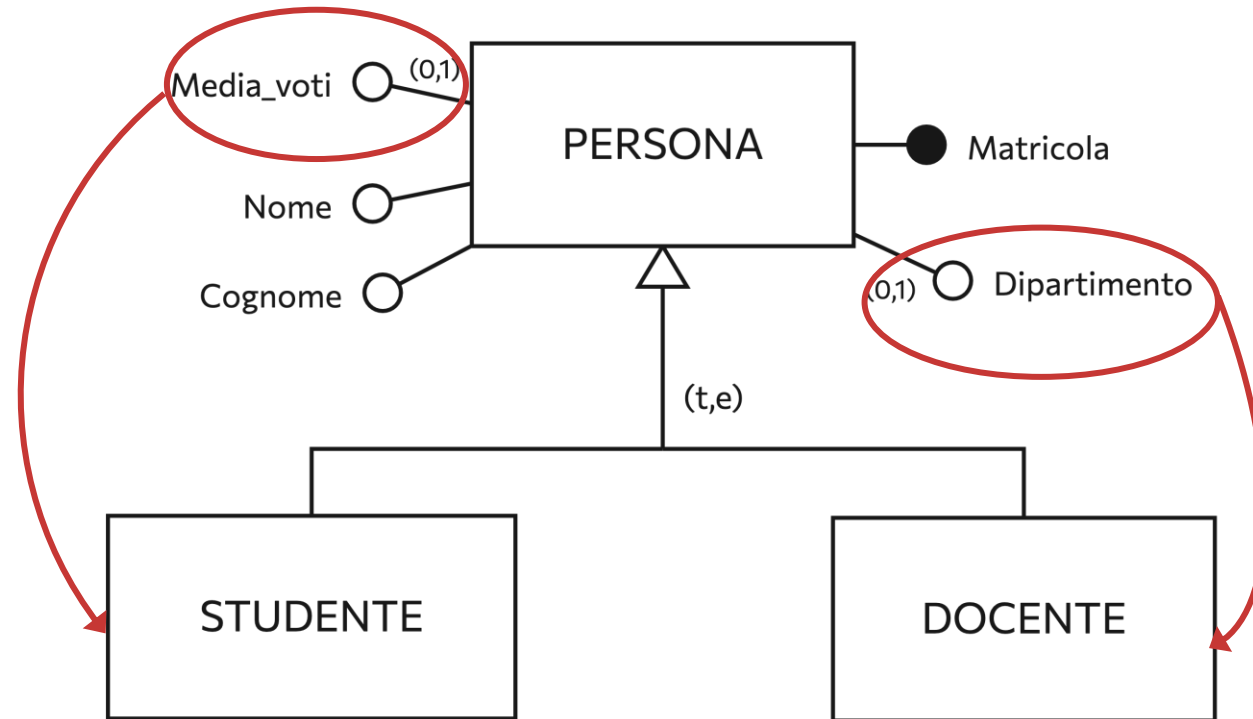 Media_voti
(0,1)
PERSONA
Matricola
Nome
Cognome
(0,1)
Dipartimento
(t,e)
STUDENTE
DOCENTE